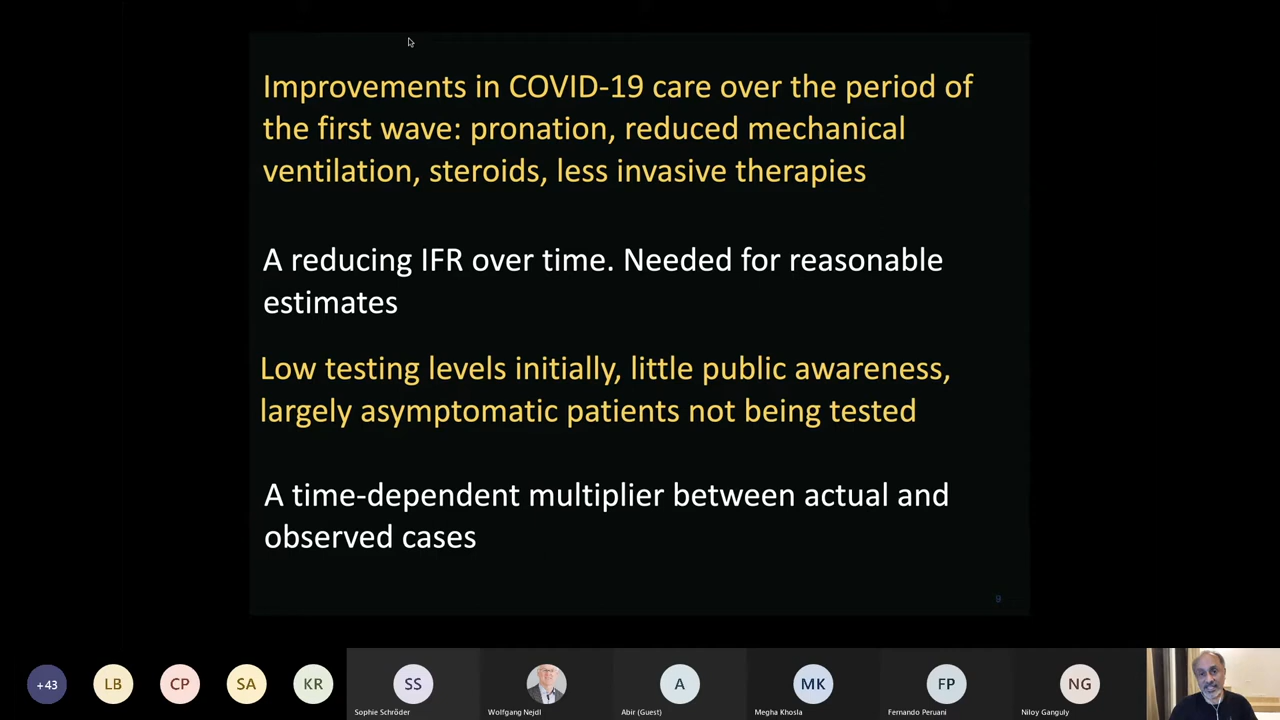 Improvements in COVID-19 care over the period of
the first wave: pronation, reduced mechanical
ventilation, steroids, less invasive therapies
A reducing IFR over time. Needed for reasonable
estimates
Low testing levels initially, little public awareness,
largely asymptomatic patients not being tested
A time-dependent multiplier between actual and
observed cases
9
+43
LB
CP
SA
KR
SS
A
MK
FP
NG
Sophie Schröder
Wolfgang Nejdl
Abir (Guest)
Megha Khosla
Fernando Peruani
Niloy Ganguly